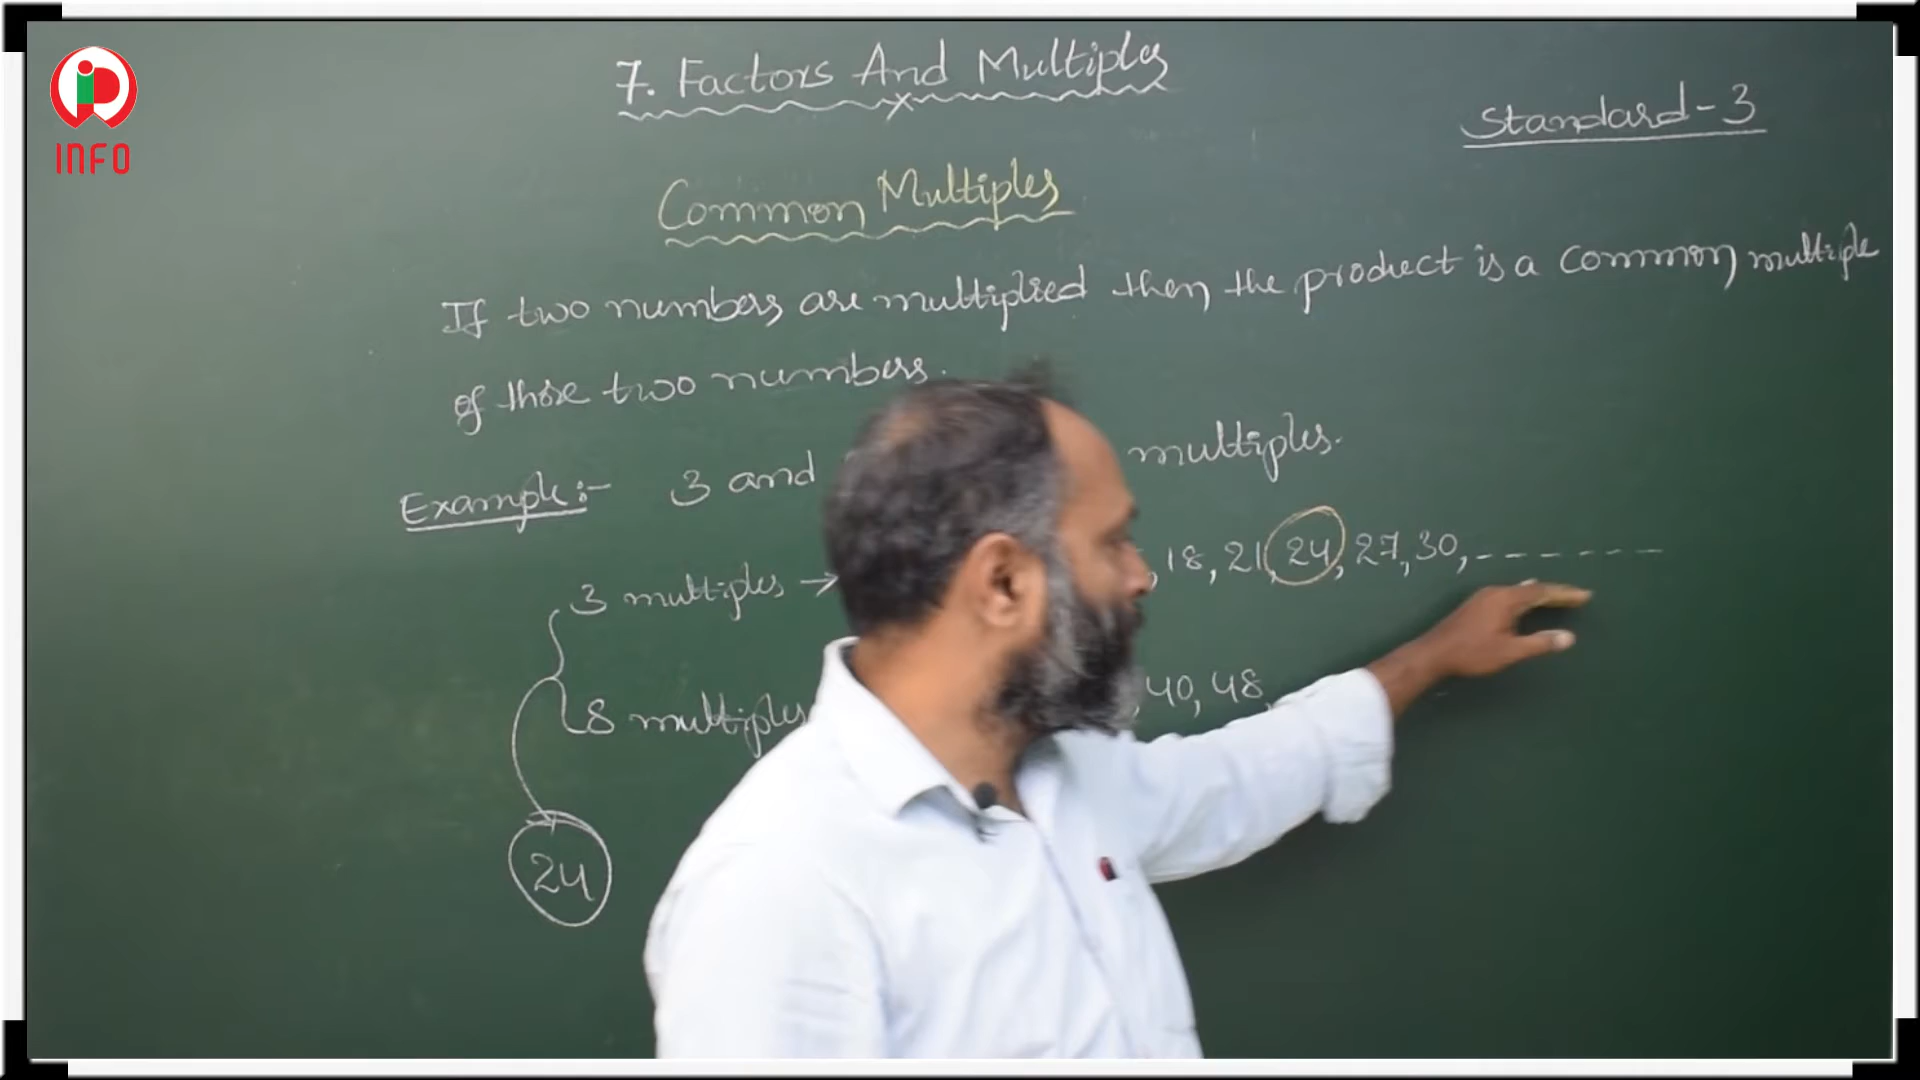 INFO
7. Factors And Multiples
Standard-3
Common Multiples
If two numbers are multiplied then the product is a common multiple
of those two numbers.
Example:- 3 and multiples.
3 multiples → , 18, 21, 24, 27, 30, -------
8 multiples , 40, 48,
24